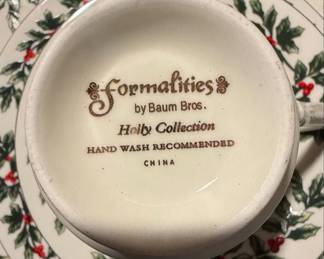 Formalities
by Baum Bros.
Holly Collection
HAND WASH RECOMMENDED
CHINA